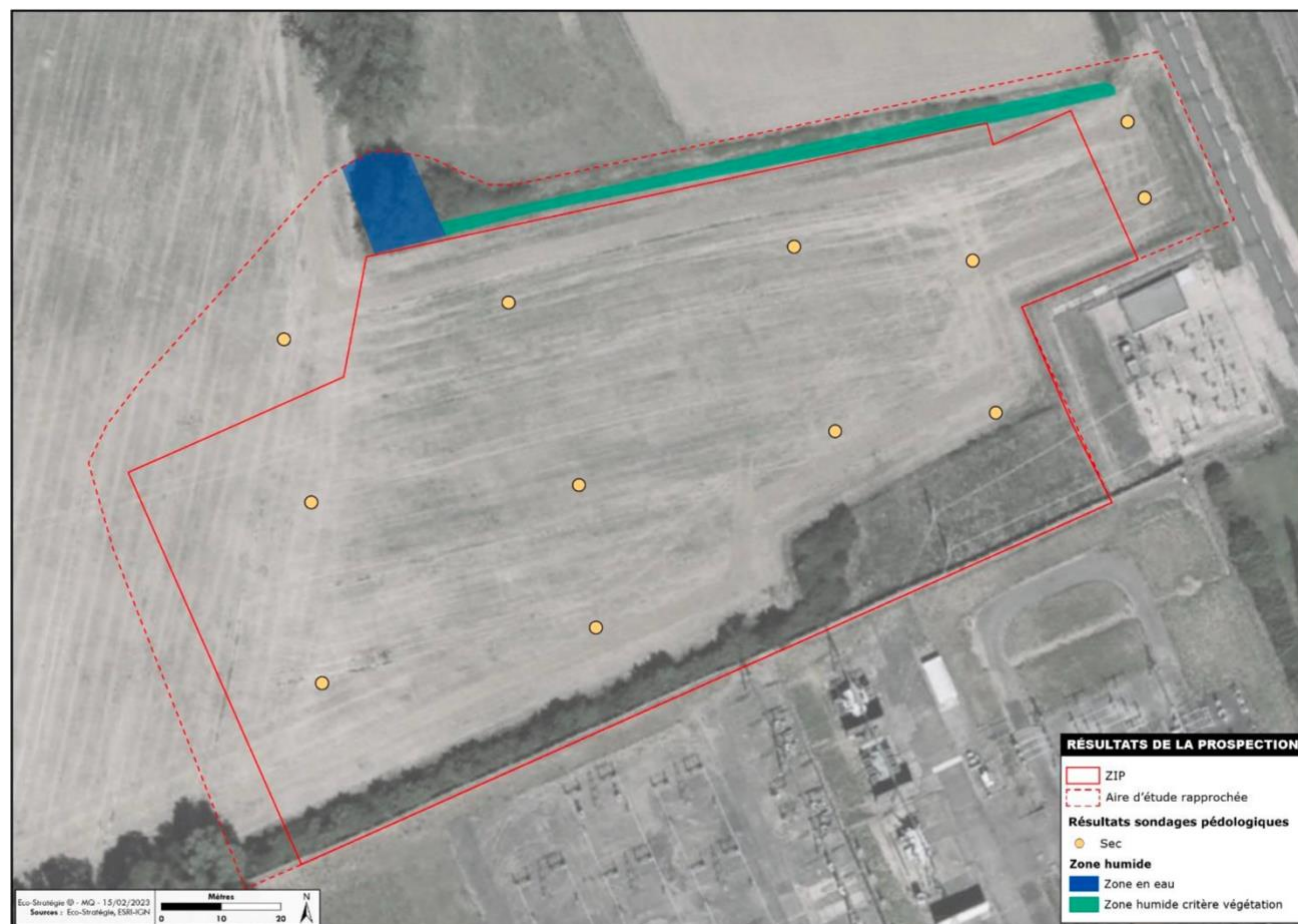 RÉSULTATS DE LA PROSPECTION
ZIP
Aire d'étude rapprochée
Résultats sondages pédologiques
Sec
Zone humide
Zone en eau
Zone humide critère végétation
Eco-Stratégie © - MQ - 15/02/2023
Sources : Eco-Stratégie, ESRI-IGN
Mètres
0 10 20
N